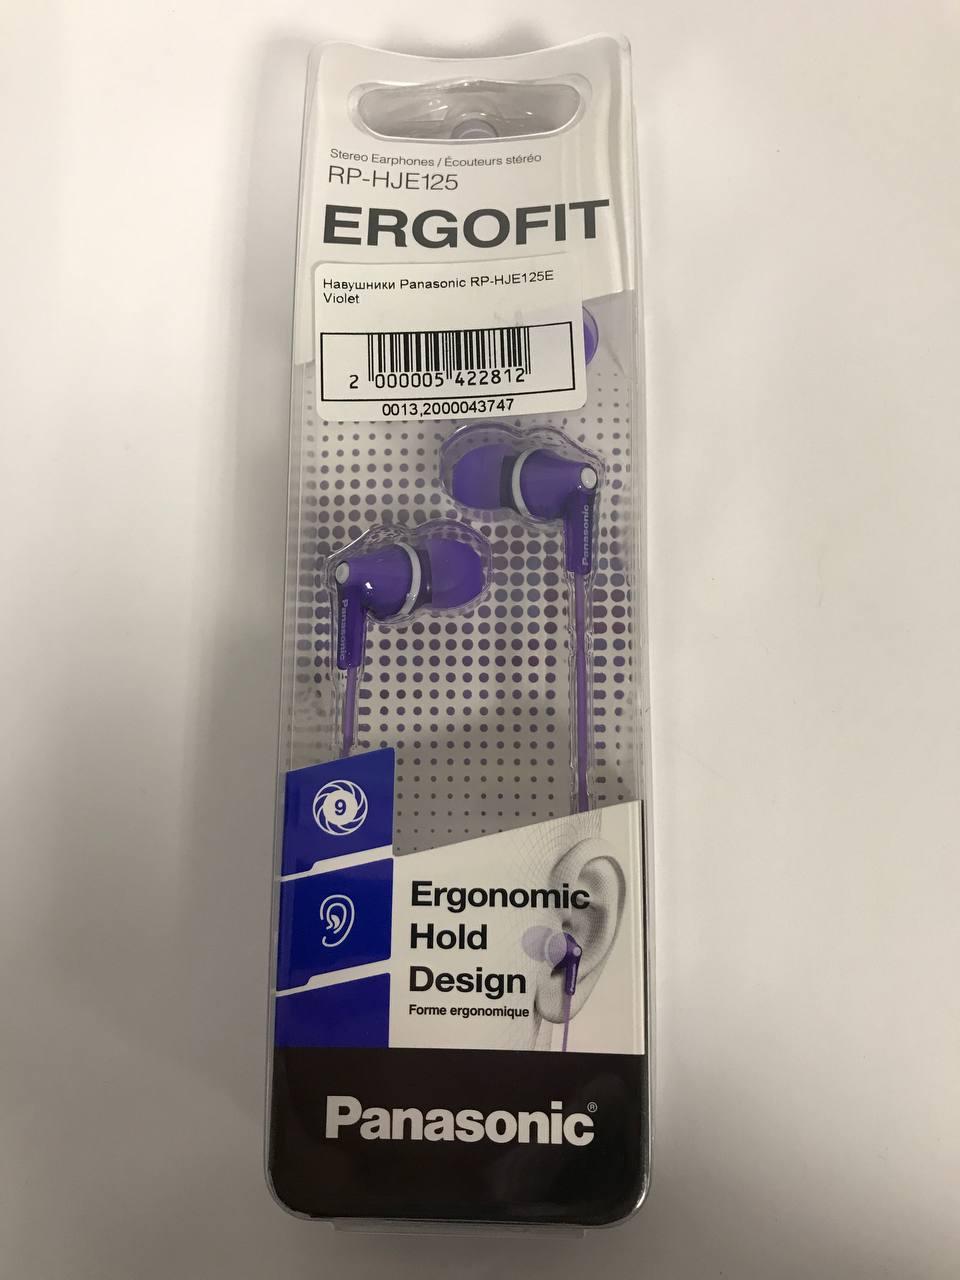 Stereo Earphones / Écouteurs stéréo
RP-HJE125
ERGOFIT
Навушники Panasonic RP-HJE125E
Violet
2 000005 422812
0013,2000043747
Panasonic
Panasonic
9
Ergonomic
Hold
Design
Forme ergonomique
Panasonic®